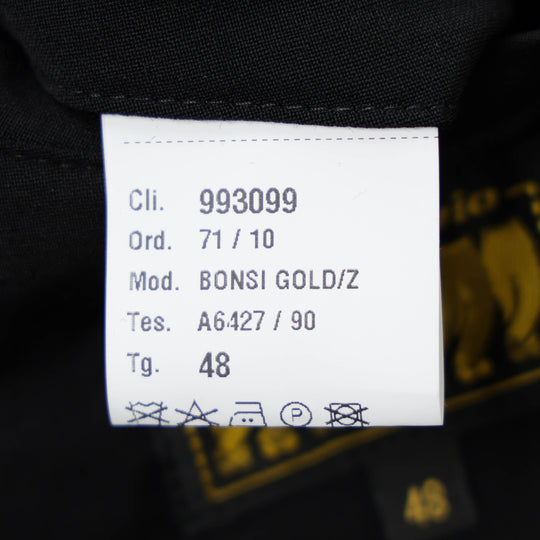 Cli. 993099
Ord. 71 / 10
Mod. BONSI GOLD/Z
Tes. A6427 / 90
Tg. 48
P
48